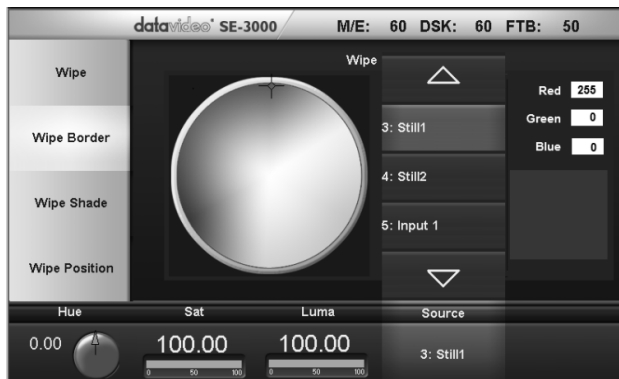 datavideo SE-3000 M/E: 60 DSK: 60 FTB: 50
Wipe
Wipe Border
Wipe Shade
Wipe Position
Wipe
3: Still1
4: Still2
5: Input 1
Red 255
Green 0
Blue 0
Hue Sat Luma Source
0.00 100.00 100.00 3: Still1
0 50 100 0 50 100